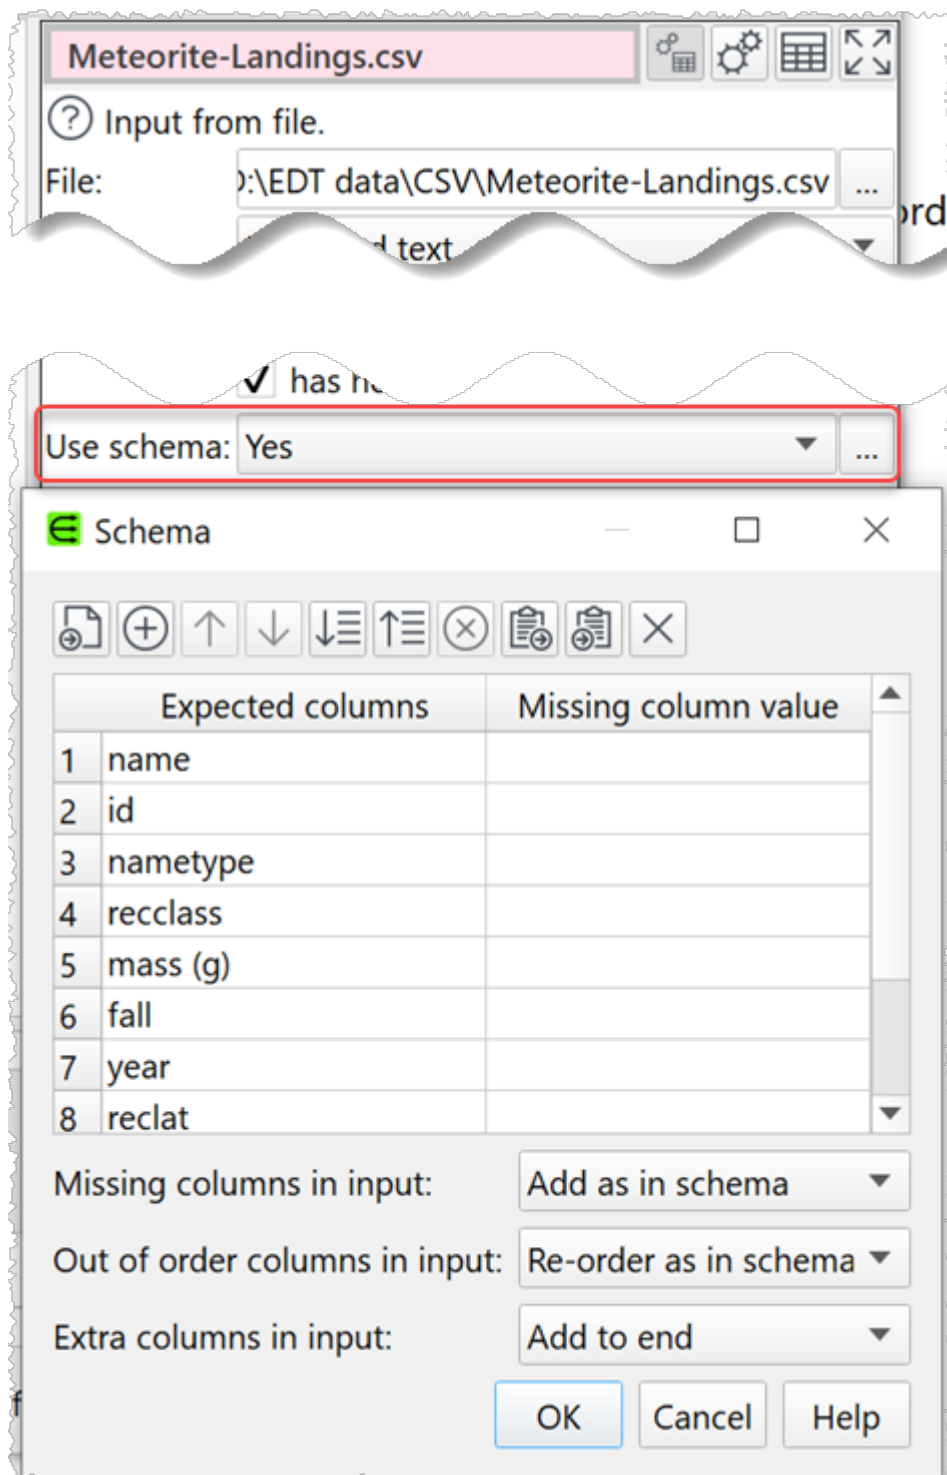 Meteorite-Landings.csv
Input from file.
File: :\EDT data\CSV\Meteorite-Landings.csv ...
text
has
Use schema: Yes ...
Schema
Expected columns Missing column value
1 name
2 id
3 nametype
4 recclass
5 mass (g)
6 fall
7 year
8 reclat
Missing columns in input: Add as in schema
Out of order columns in input: Re-order as in schema
Extra columns in input: Add to end
OK Cancel Help